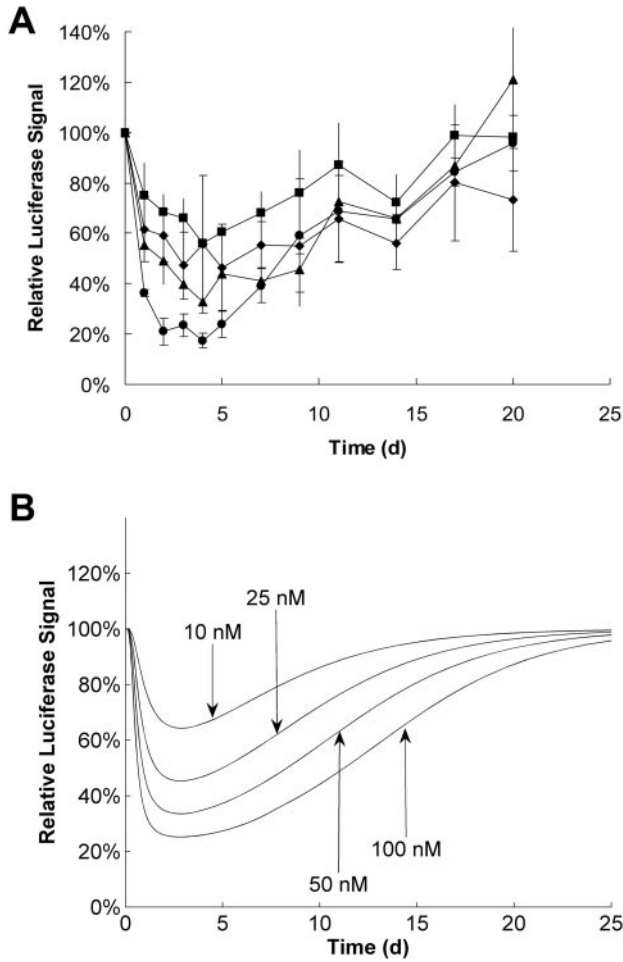 A
140%
120%
100%
80%
60%
40%
20%
0%
Relative Luciferase Signal
0 5 10 15 20 25
Time (d)
B
120%
100%
80%
60%
40%
20%
0%
Relative Luciferase Signal
25 nM
10 nM
100 nM
50 nM
0 5 10 15 20 25
Time (d)